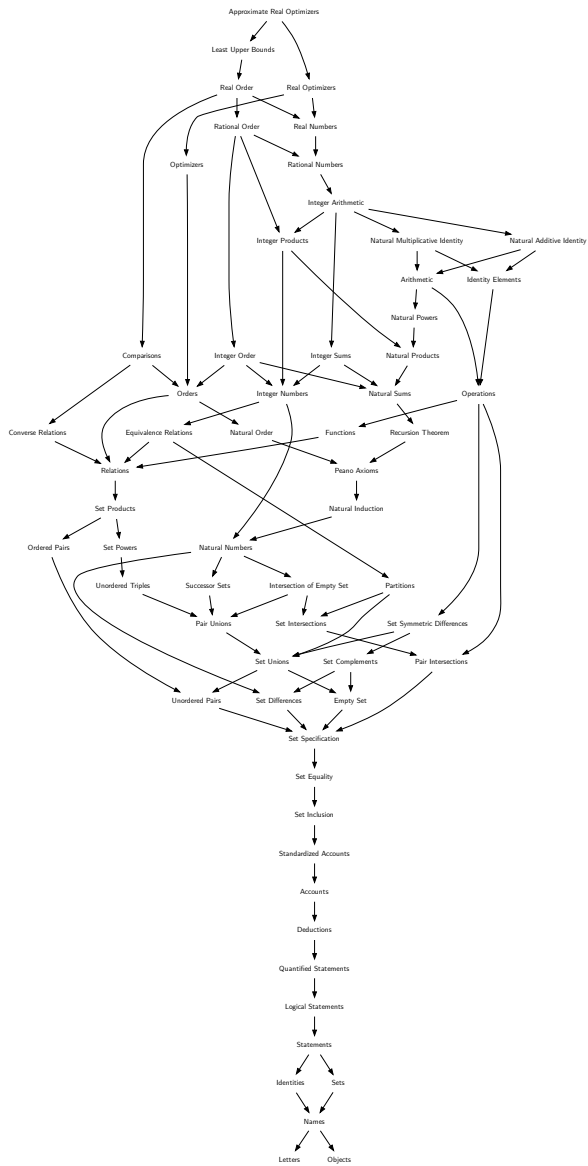 Approximate Real Optimizers
Least Upper Bounds
Real Order Real Optimizers
Rational Order Real Numbers
Optimizers Rational Numbers
Integer Arithmetic
Integer Products Natural Multiplicative Identity Natural Additive Identity
Arithmetic Identity Elements
Natural Powers
Comparisons Integer Order Integer Sums Natural Products
Orders Integer Numbers Natural Sums Operations
Converse Relations Equivalence Relations Natural Order Functions Recursion Theorem
Relations Peano Axioms
Set Products Natural Induction
Ordered Pairs Set Powers Natural Numbers
Unordered Triples Successor Sets Intersection of Empty Set Partitions
Pair Unions Set Intersections Set Symmetric Differences
Set Unions Set Complements Pair Intersections
Unordered Pairs Set Differences Empty Set
Set Specification
Set Equality
Set Inclusion
Standardized Accounts
Accounts
Deductions
Quantified Statements
Logical Statements
Statements
Identities Sets
Names
Letters Objects